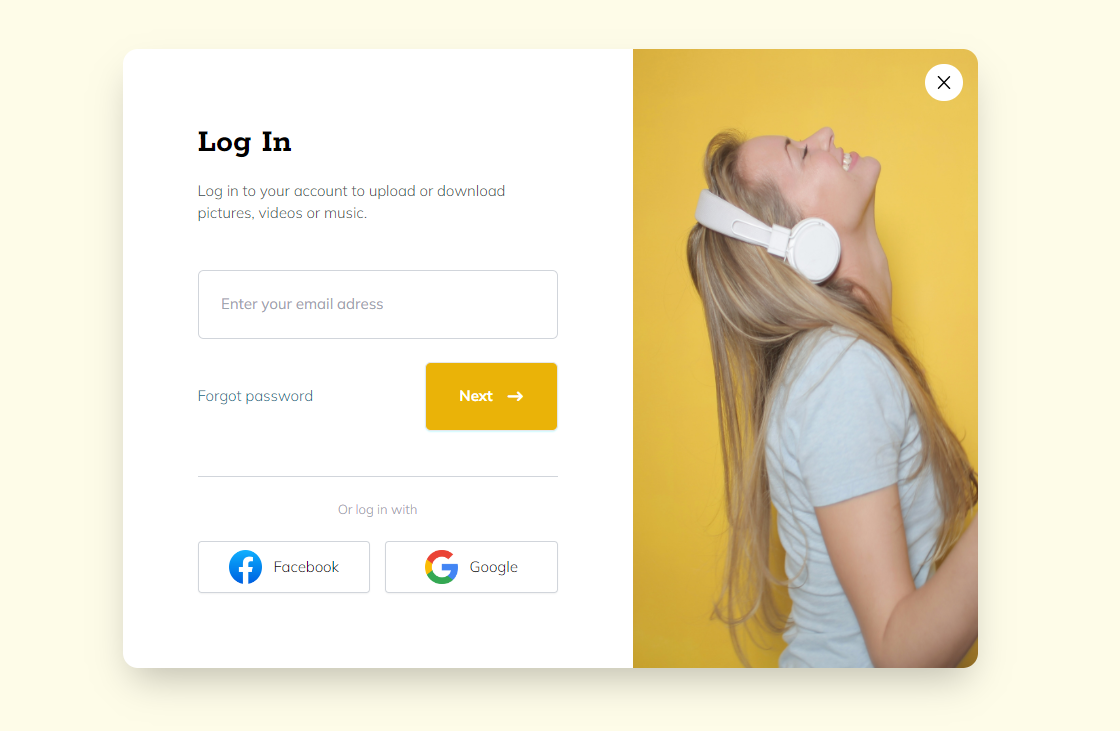 Log In
Log in to your account to upload or download
pictures, videos or music.
Enter your email adress
Forgot password
Next
Or log in with
Facebook
Google